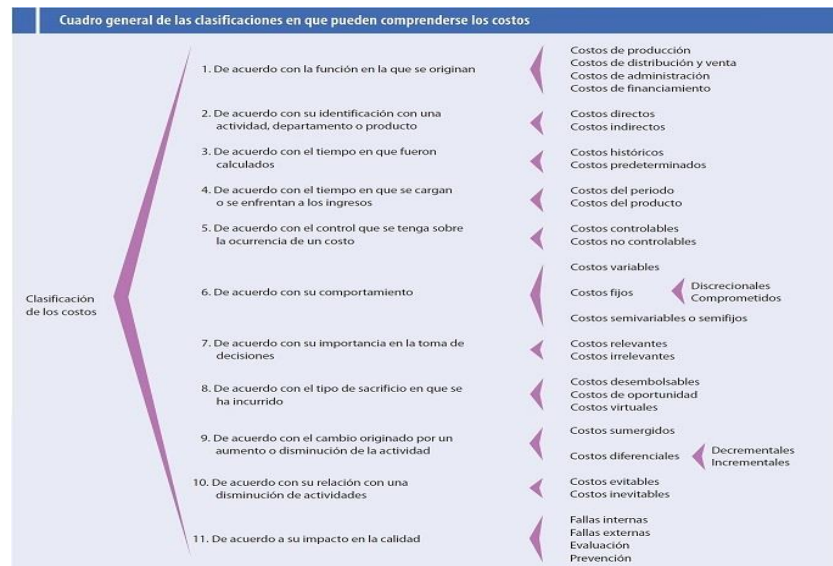 Cuadro general de las clasificaciones en que pueden comprenderse los costos
Clasificación
de los costos
1. De acuerdo con la función en la que se originan
Costos de producción
Costos de distribución y venta
Costos de administración
Costos de financiamiento
2. De acuerdo con su identificación con una
actividad, departamento o producto
Costos directos
Costos indirectos
3. De acuerdo con el tiempo en que fueron
calculados
Costos históricos
Costos predeterminados
4. De acuerdo con el tiempo en que se cargan
o se enfrentan a los ingresos
Costos del periodo
Costos del producto
5. De acuerdo con el control que se tenga sobre
la ocurrencia de un costo
Costos controlables
Costos no controlables
6. De acuerdo con su comportamiento
Costos variables
Costos fijos
Discrecionales
Comprometidos
Costos semivariables o semifijos
7. De acuerdo con su importancia en la toma de
decisiones
Costos relevantes
Costos irrelevantes
8. De acuerdo con el tipo de sacrificio en que se
ha incurrido
Costos desembolsables
Costos de oportunidad
Costos virtuales
9. De acuerdo con el cambio originado por un
aumento o disminución de la actividad
Costos sumergidos
Costos diferenciales
Decrementales
Incrementales
10. De acuerdo con su relación con una
disminución de actividades
Costos evitables
Costos inevitables
11. De acuerdo a su impacto en la calidad
Fallas internas
Fallas externas
Evaluación
Prevención